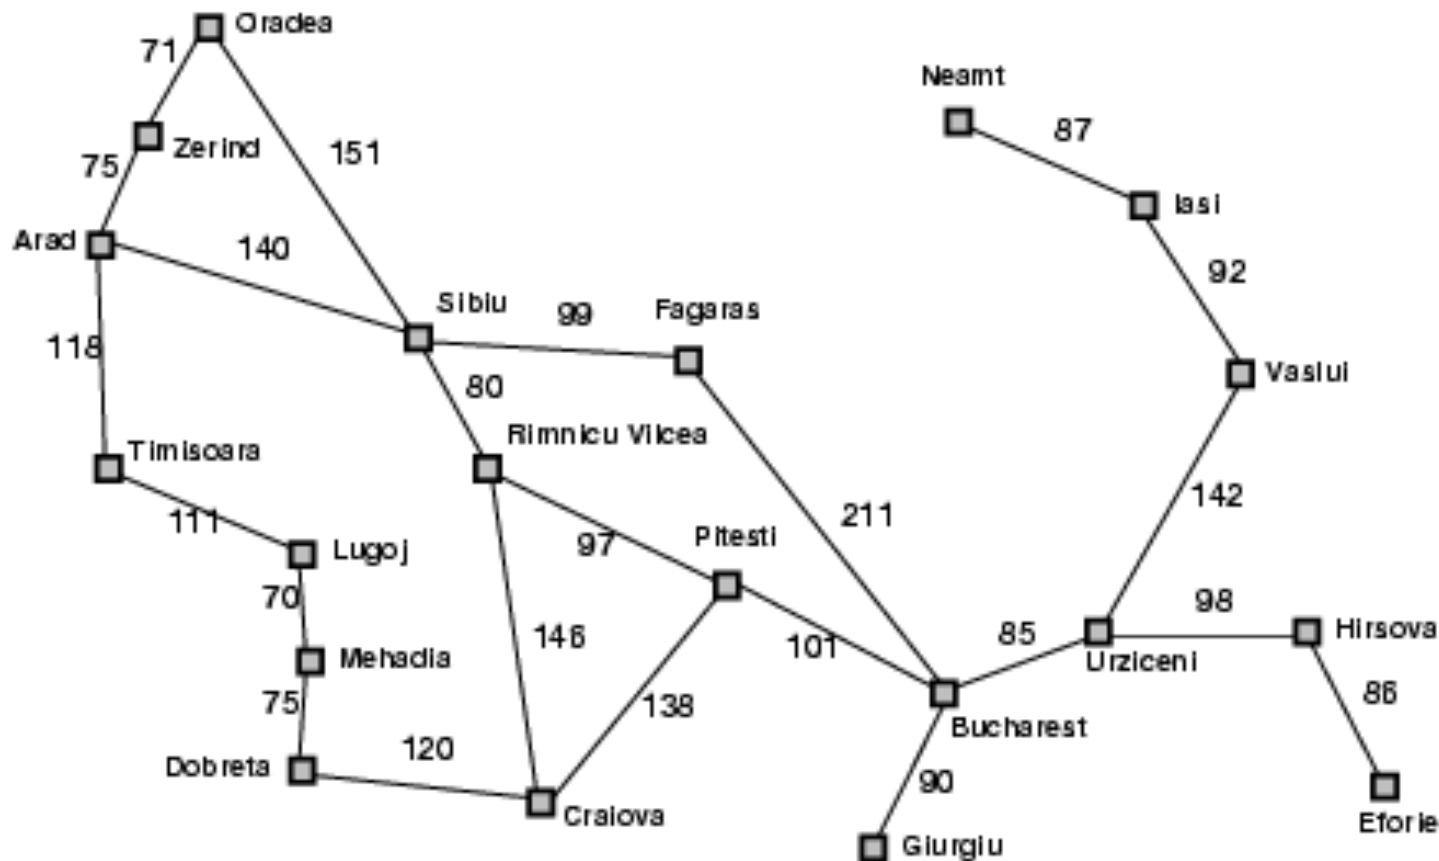 Oradea
71
Neamt
87
Zerind
151
75
Iasi
Arad
140
92
Sibiu
99
Fagaras
118
80
Vaslui
Timisoara
Rimnicu Vilcea
142
111
211
Lugoj
97
Pitesti
70
98
146
101
85
Hirsova
Mehadia
Urziceni
75
138
86
Bucharest
120
Dobreta
90
Craiova
Eforie
Giurgiu